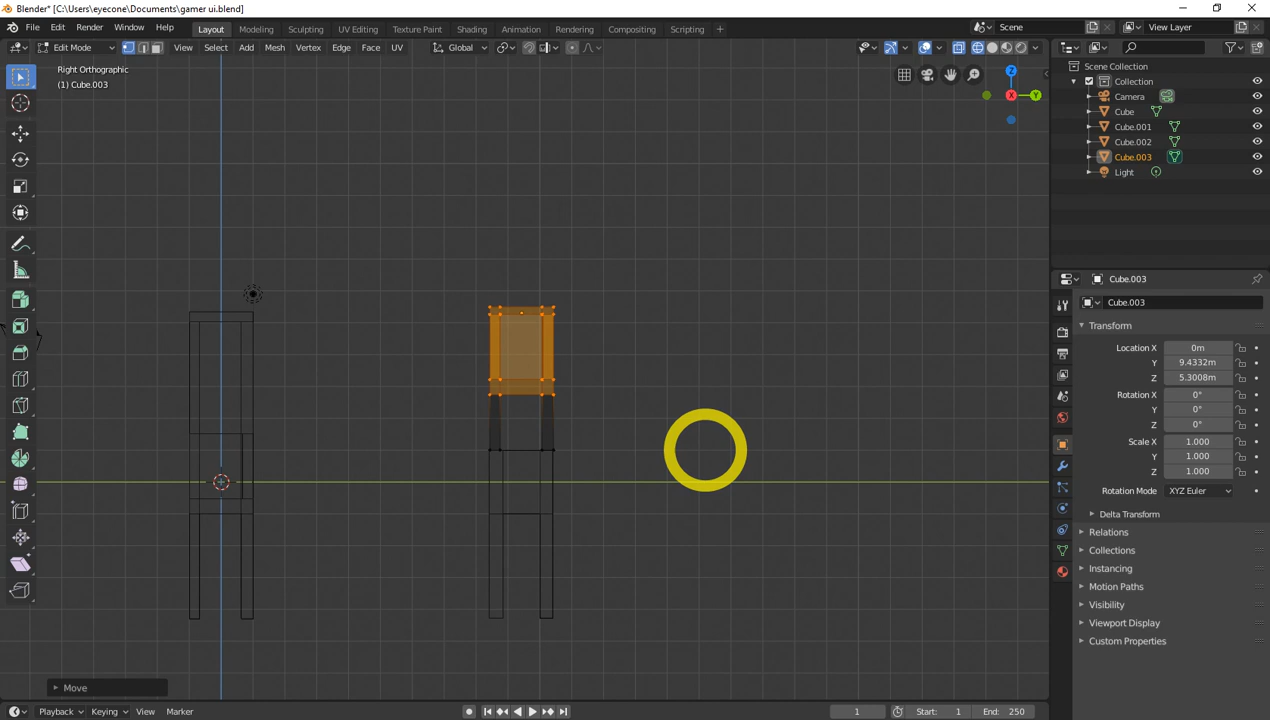 Blender* [C:\Users\eyecone\Documents\gamer ui.blend]
File Edit Render Window Help Layout Modeling Sculpting UV Editing Texture Paint Shading Animation Rendering Compositing Scripting + Scene View Layer
Edit Mode View Select Add Mesh Vertex Edge Face UV Global
Right Orthographic
(1) Cube.003
Z
X
Y
Scene Collection
Collection
Camera
Cube
Cube.001
Cube.002
Cube.003
Light
Cube.003
Cube.003
Transform
Location X 0m
Y 9.4332m
Z 5.3008m
Rotation X 0°
Y 0°
Z 0°
Scale X 1.000
Y 1.000
Z 1.000
Rotation Mode XYZ Euler
Delta Transform
Relations
Collections
Instancing
Motion Paths
Visibility
Viewport Display
Custom Properties
Move
Playback Keying View Marker 1 Start: 1 End: 250